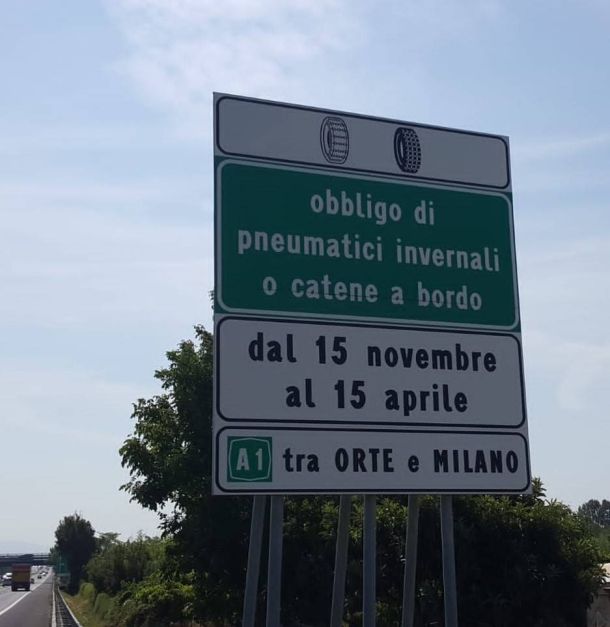 obbligo di
pneumatici invernali
o catene a bordo
dal 15 novembre
al 15 aprile
A1 tra ORTE e MILANO